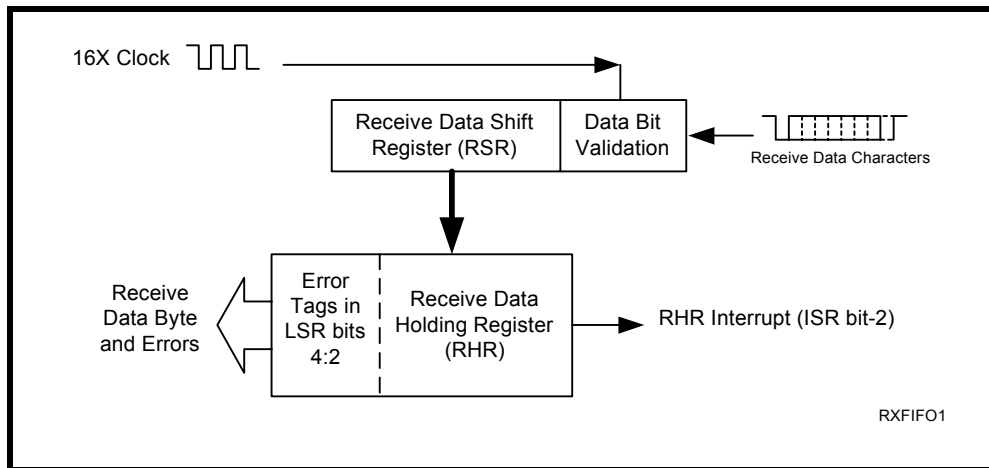 16X Clock
Receive Data Shift
Register (RSR)
Data Bit
Validation
Receive Data Characters
Receive
Data Byte
and Errors
Error
Tags in
LSR bits
4:2
Receive Data
Holding Register
(RHR)
RHR Interrupt (ISR bit-2)
RXFIFO1